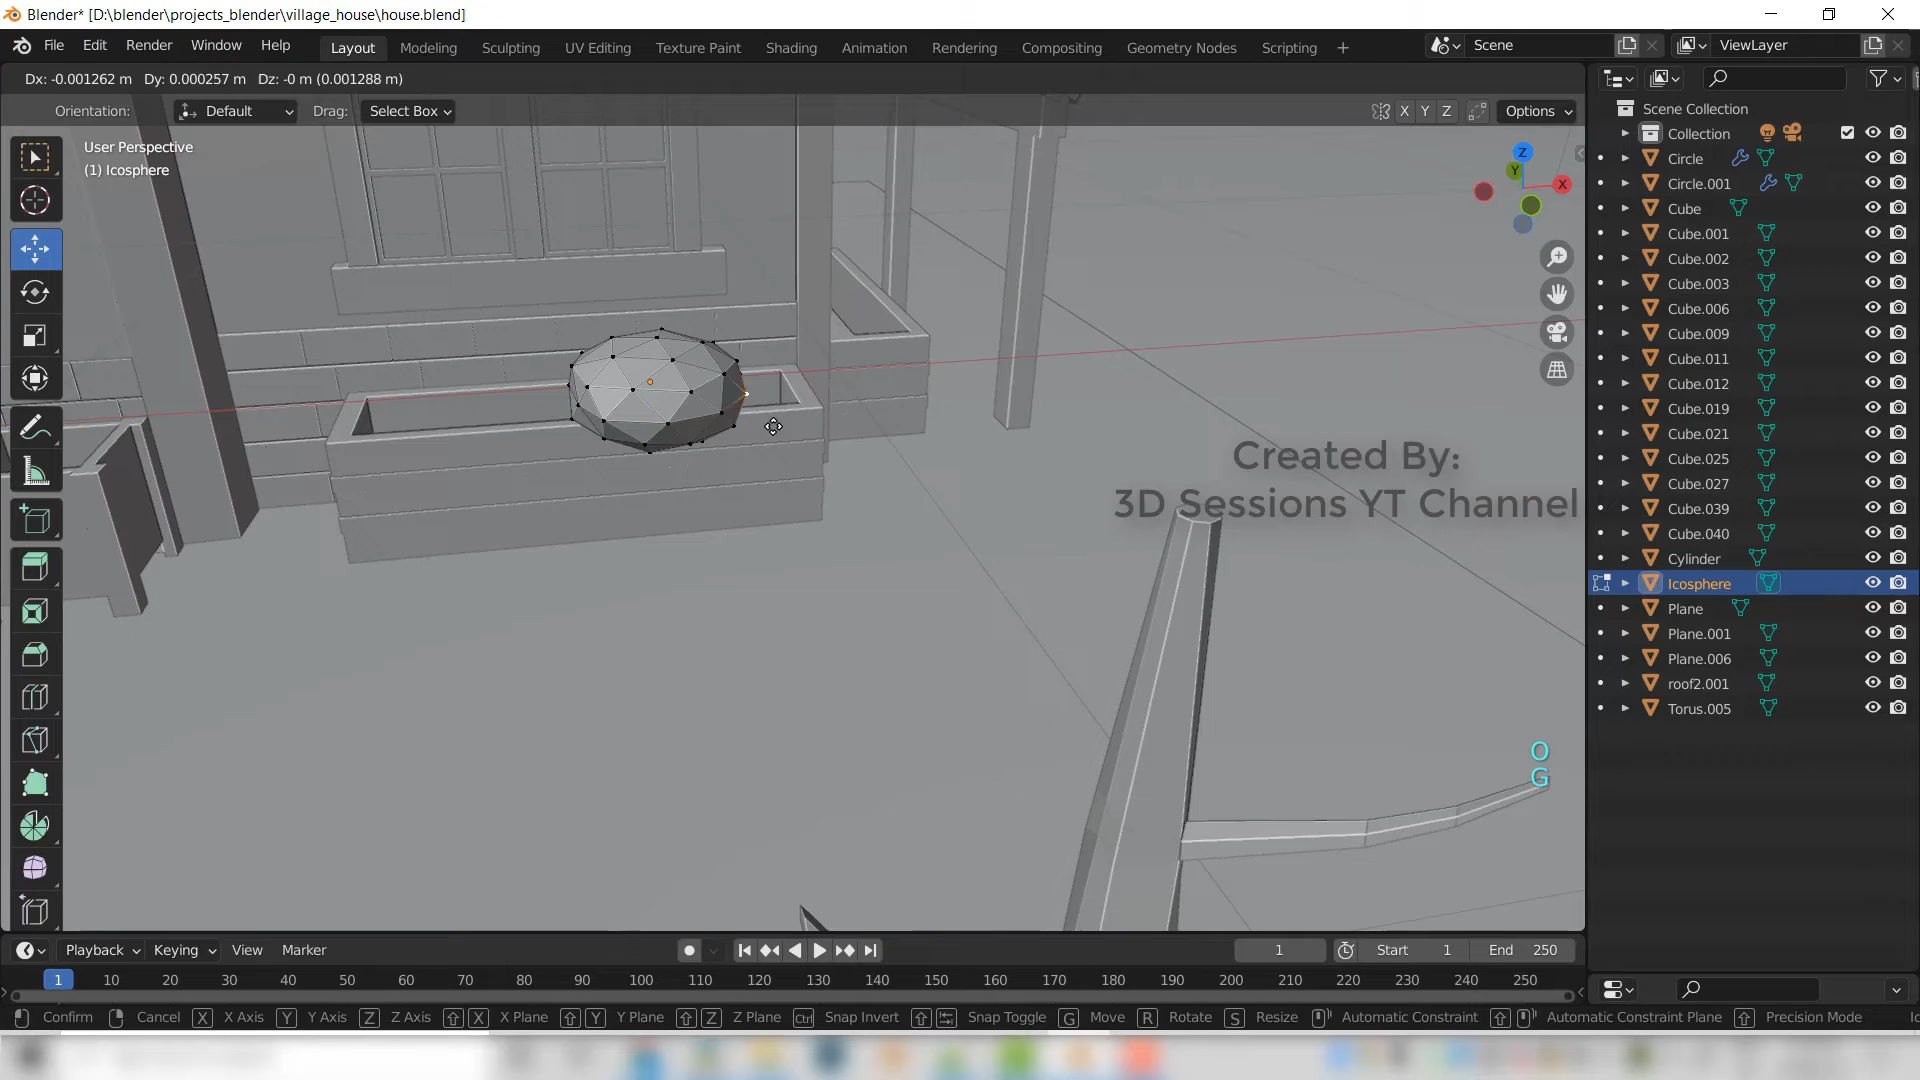 Blender* [D:\blender\projects_blender\village_house\house.blend]
File Edit Render Window Help Layout Modeling Sculpting UV Editing Texture Paint Shading Animation Rendering Compositing Geometry Nodes Scripting + Scene ViewLayer
Dx: -0.001262 m Dy: 0.000257 m Dz: -0 m (0.001288 m)
Orientation: Default Drag: Select Box X Y Z Options
User Perspective
(1) Icosphere
Z
Y
X
Scene Collection
Collection
Circle
Circle.001
Cube
Cube.001
Cube.002
Cube.003
Cube.006
Cube.009
Cube.011
Cube.012
Cube.019
Cube.021
Cube.025
Cube.027
Cube.039
Cube.040
Cylinder
Icosphere
Plane
Plane.001
Plane.006
roof2.001
Torus.005
Created By:
3D Sessions YT Channel
O
G
Playback Keying View Marker 1 Start 1 End 250
1 10 20 30 40 50 60 70 80 90 100 110 120 130 140 150 160 170 180 190 200 210 220 230 240 250
Confirm Cancel X X Axis Y Y Axis Z Z Axis X X Plane Y Y Plane Z Z Plane Ctrl Snap Invert Snap Toggle G Move R Rotate S Resize Automatic Constraint Automatic Constraint Plane Precision Mode Ic